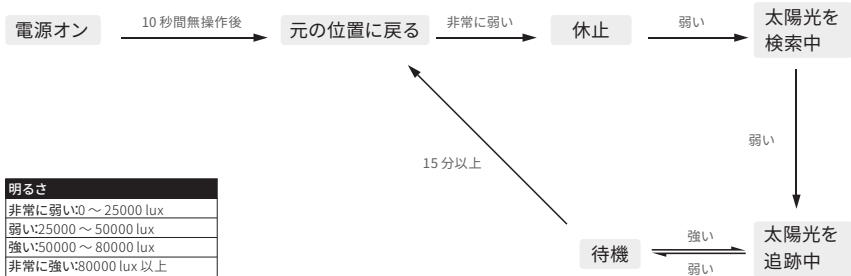 電源オン
10 秒間無操作後
元の位置に戻る
非常に弱い
休止
弱い
太陽光を
検索中
弱い
15 分以上
明るさ
非常に弱い:0 ～ 25000 lux
弱い:25000 ～ 50000 lux
強い:50000 ～ 80000 lux
非常に強い:80000 lux 以上
待機
強い
弱い
太陽光を
追跡中